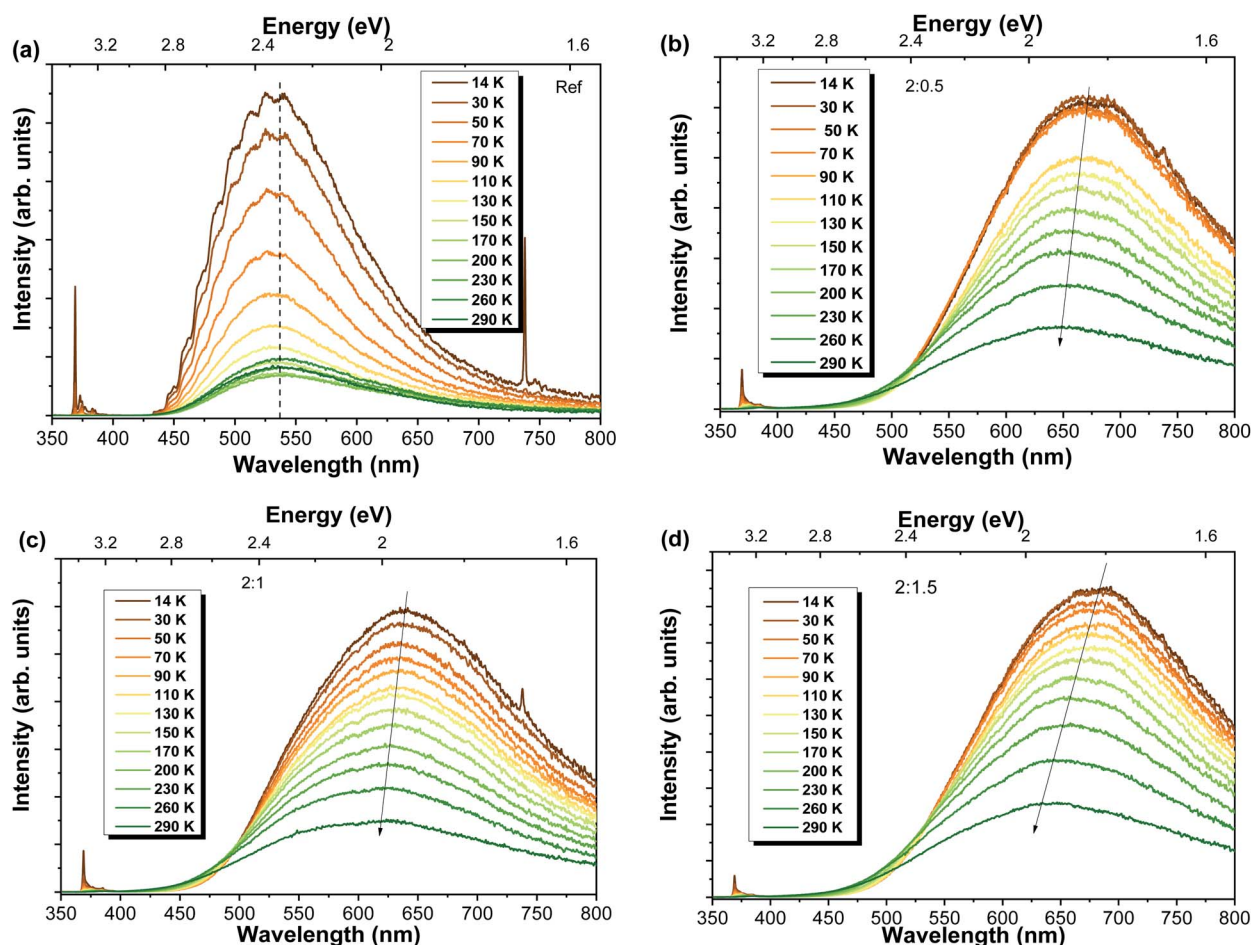 (a)
Energy (eV)
3.2 2.8 2.4 2 1.6
Ref
14 K
30 K
50 K
70 K
90 K
110 K
130 K
150 K
170 K
200 K
230 K
260 K
290 K
Intensity (arb. units)
350 400 450 500 550 600 650 700 750 800
Wavelength (nm)
(b)
Energy (eV)
3.2 2.8 2.4 2 1.6
2:0.5
14 K
30 K
50 K
70 K
90 K
110 K
130 K
150 K
170 K
200 K
230 K
260 K
290 K
Intensity (arb. units)
350 400 450 500 550 600 650 700 750 800
Wavelength (nm)
(c)
Energy (eV)
3.2 2.8 2.4 2 1.6
2:1
14 K
30 K
50 K
70 K
90 K
110 K
130 K
150 K
170 K
200 K
230 K
260 K
290 K
Intensity (arb. units)
350 400 450 500 550 600 650 700 750 800
Wavelength (nm)
(d)
Energy (eV)
3.2 2.8 2.4 2 1.6
2:1.5
14 K
30 K
50 K
70 K
90 K
110 K
130 K
150 K
170 K
200 K
230 K
260 K
290 K
Intensity (arb. units)
350 400 450 500 550 600 650 700 750 800
Wavelength (nm)